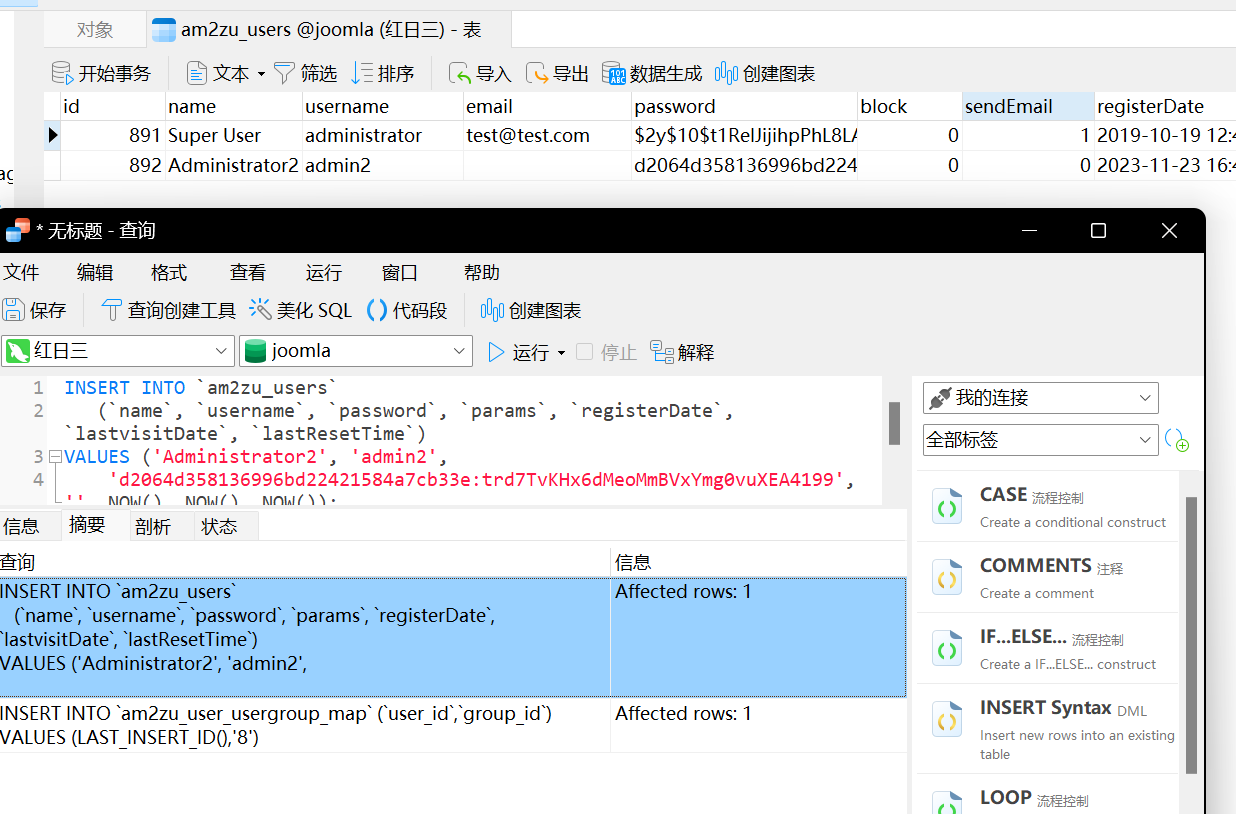 对象
am2zu_users @joomla (红日三) - 表
开始事务 文本 筛选 排序 导入 导出 数据生成 创建图表
id name username email password block sendEmail registerDate
891 Super User administrator test@test.com $2y$10$t1RelJijihpPhL8LA 0 1 2019-10-19 12:4
892 Administrator2 admin2 d2064d358136996bd224 0 0 2023-11-23 16:4
* 无标题 - 查询
文件 编辑 格式 查看 运行 窗口 帮助
保存 查询创建工具 美化 SQL 代码段 创建图表
红日三 joomla 运行 停止 解释
1 INSERT INTO `am2zu_users`
2 (`name`, `username`, `password`, `params`, `registerDate`,
`lastvisitDate`, `lastResetTime`)
3 VALUES ('Administrator2', 'admin2',
4 'd2064d358136996bd22421584a7cb33e:trd7TvKHx6dMeoMmBVxYmg0vuXEA4199',
'', NOW(), NOW(), NOW());
信息 摘要 剖析 状态
查询 信息
INSERT INTO `am2zu_users` Affected rows: 1
(`name`, `username`, `password`, `params`, `registerDate`,
`lastvisitDate`, `lastResetTime`)
VALUES ('Administrator2', 'admin2',
INSERT INTO `am2zu_user_usergroup_map` (`user_id`,`group_id`) Affected rows: 1
VALUES (LAST_INSERT_ID(),'8')
我的连接
全部标签
CASE 流程控制
Create a conditional construct
COMMENTS 注释
Create a comment
IF...ELSE... 流程控制
Create a IF...ELSE... construct
INSERT Syntax DML
Insert new rows into an existing
table
LOOP 流程控制